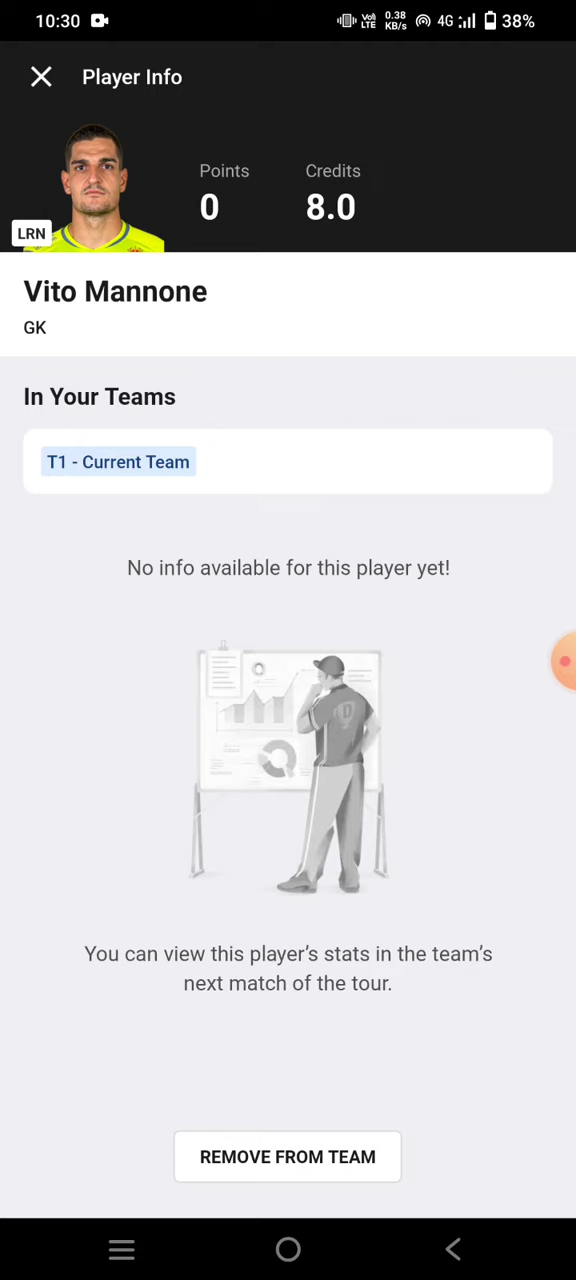 10:30
Vo) LTE 0.38 KB/s 4G 38%
Player Info
Points Credits
0 8.0
LRN
Vito Mannone
GK
In Your Teams
T1 - Current Team
No info available for this player yet!
D
You can view this player's stats in the team's
next match of the tour.
REMOVE FROM TEAM